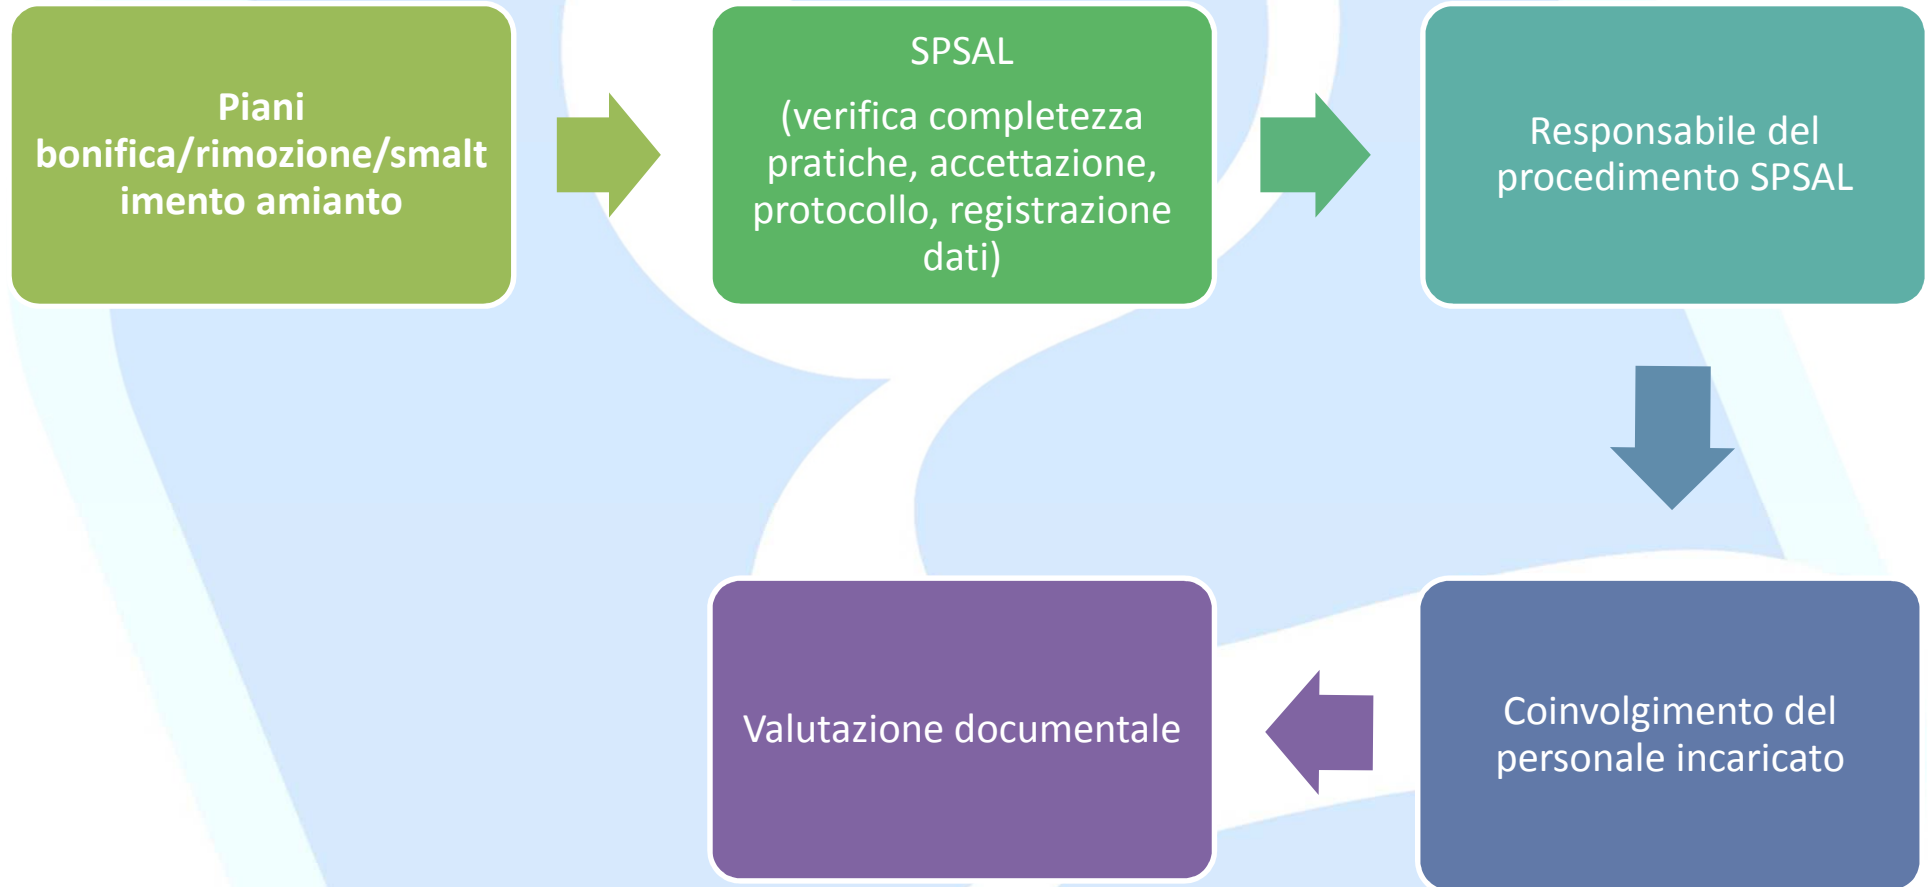 Piani
bonifica/rimozione/smalt
imento amianto
SPSAL
(verifica completezza
pratiche, accettazione,
protocollo, registrazione
dati)
Responsabile del
procedimento SPSAL
Coinvolgimento del
personale incaricato
Valutazione documentale